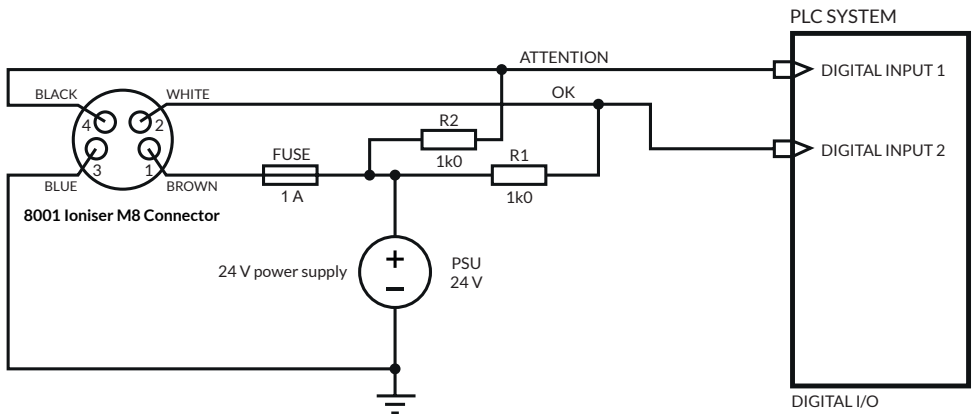 PLC SYSTEM
ATTENTION
DIGITAL INPUT 1
BLACK
WHITE
OK
4
2
R2
3
1
FUSE
1k0
R1
DIGITAL INPUT 2
BLUE
BROWN
1 A
1k0
8001 Ioniser M8 Connector
24 V power supply
+
PSU
24 V
DIGITAL I/O